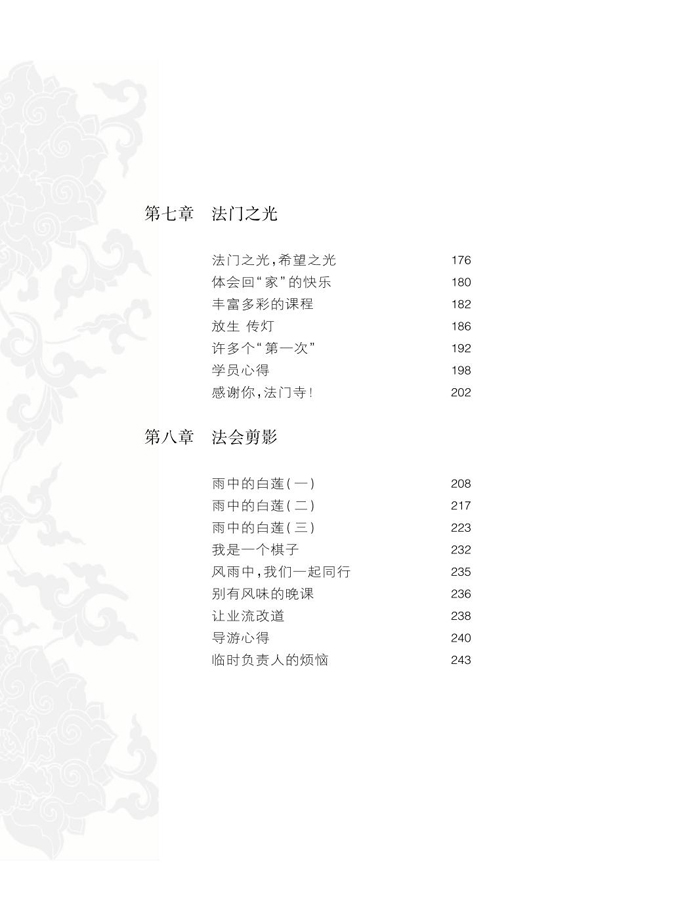 第七章 法门之光
法门之光，希望之光 176
体会回“家”的快乐 180
丰富多彩的课程 182
放生 传灯 186
许多个“第一次” 192
学员心得 198
感谢你，法门寺！ 202
第八章 法会剪影
雨中的白莲(一) 208
雨中的白莲(二) 217
雨中的白莲(三) 223
我是一个棋子 232
风雨中，我们一起同行 235
别有风味的晚课 236
让业流改道 238
导游心得 240
临时负责人的烦恼 243